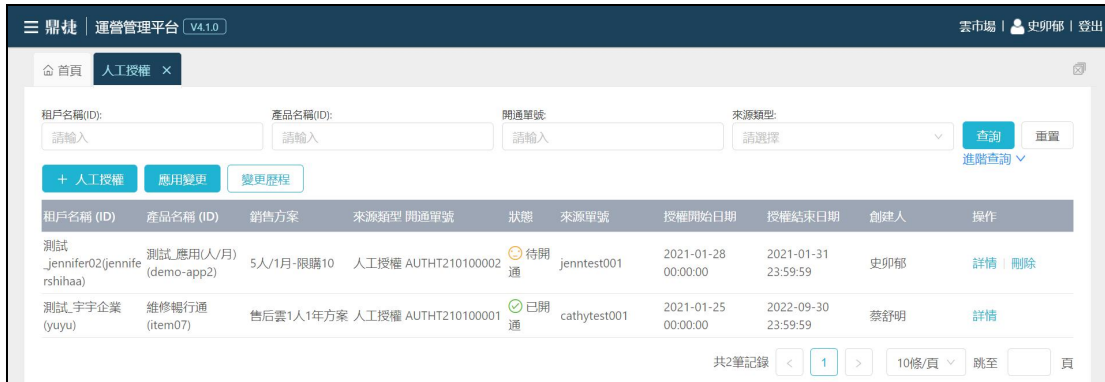 鼎捷 運營管理平台 V4.1.0 雲市場 史卯郁 登出
首頁 人工授權
租戶名稱(ID): 產品名稱(ID): 開通單號: 來源類型:
請輸入 請輸入 請輸入 請選擇 查詢 重置
進階查詢
+ 人工授權 應用變更 變更歷程
租戶名稱 (ID) 產品名稱 (ID) 銷售方案 來源類型 開通單號 狀態 來源單號 授權開始日期 授權結束日期 創建人 操作
測試
_jennifer02(jennife
rshihaa)
測試_應用(人/月)
(demo-app2)
5人/1月-限購10
人工授權 AUTHT210100002
待開
通
jenntest001
2021-01-28
00:00:00
2021-01-31
23:59:59
史卯郁
詳情 刪除
測試_宇宇企業
(yuyu)
維修暢行通
(item07)
售后雲1人1年方案
人工授權 AUTHT210100001
已開
通
cathytest001
2021-01-25
00:00:00
2022-09-30
23:59:59
蔡舒明
詳情
共2筆記錄 < 1 > 10條/頁 跳至 頁